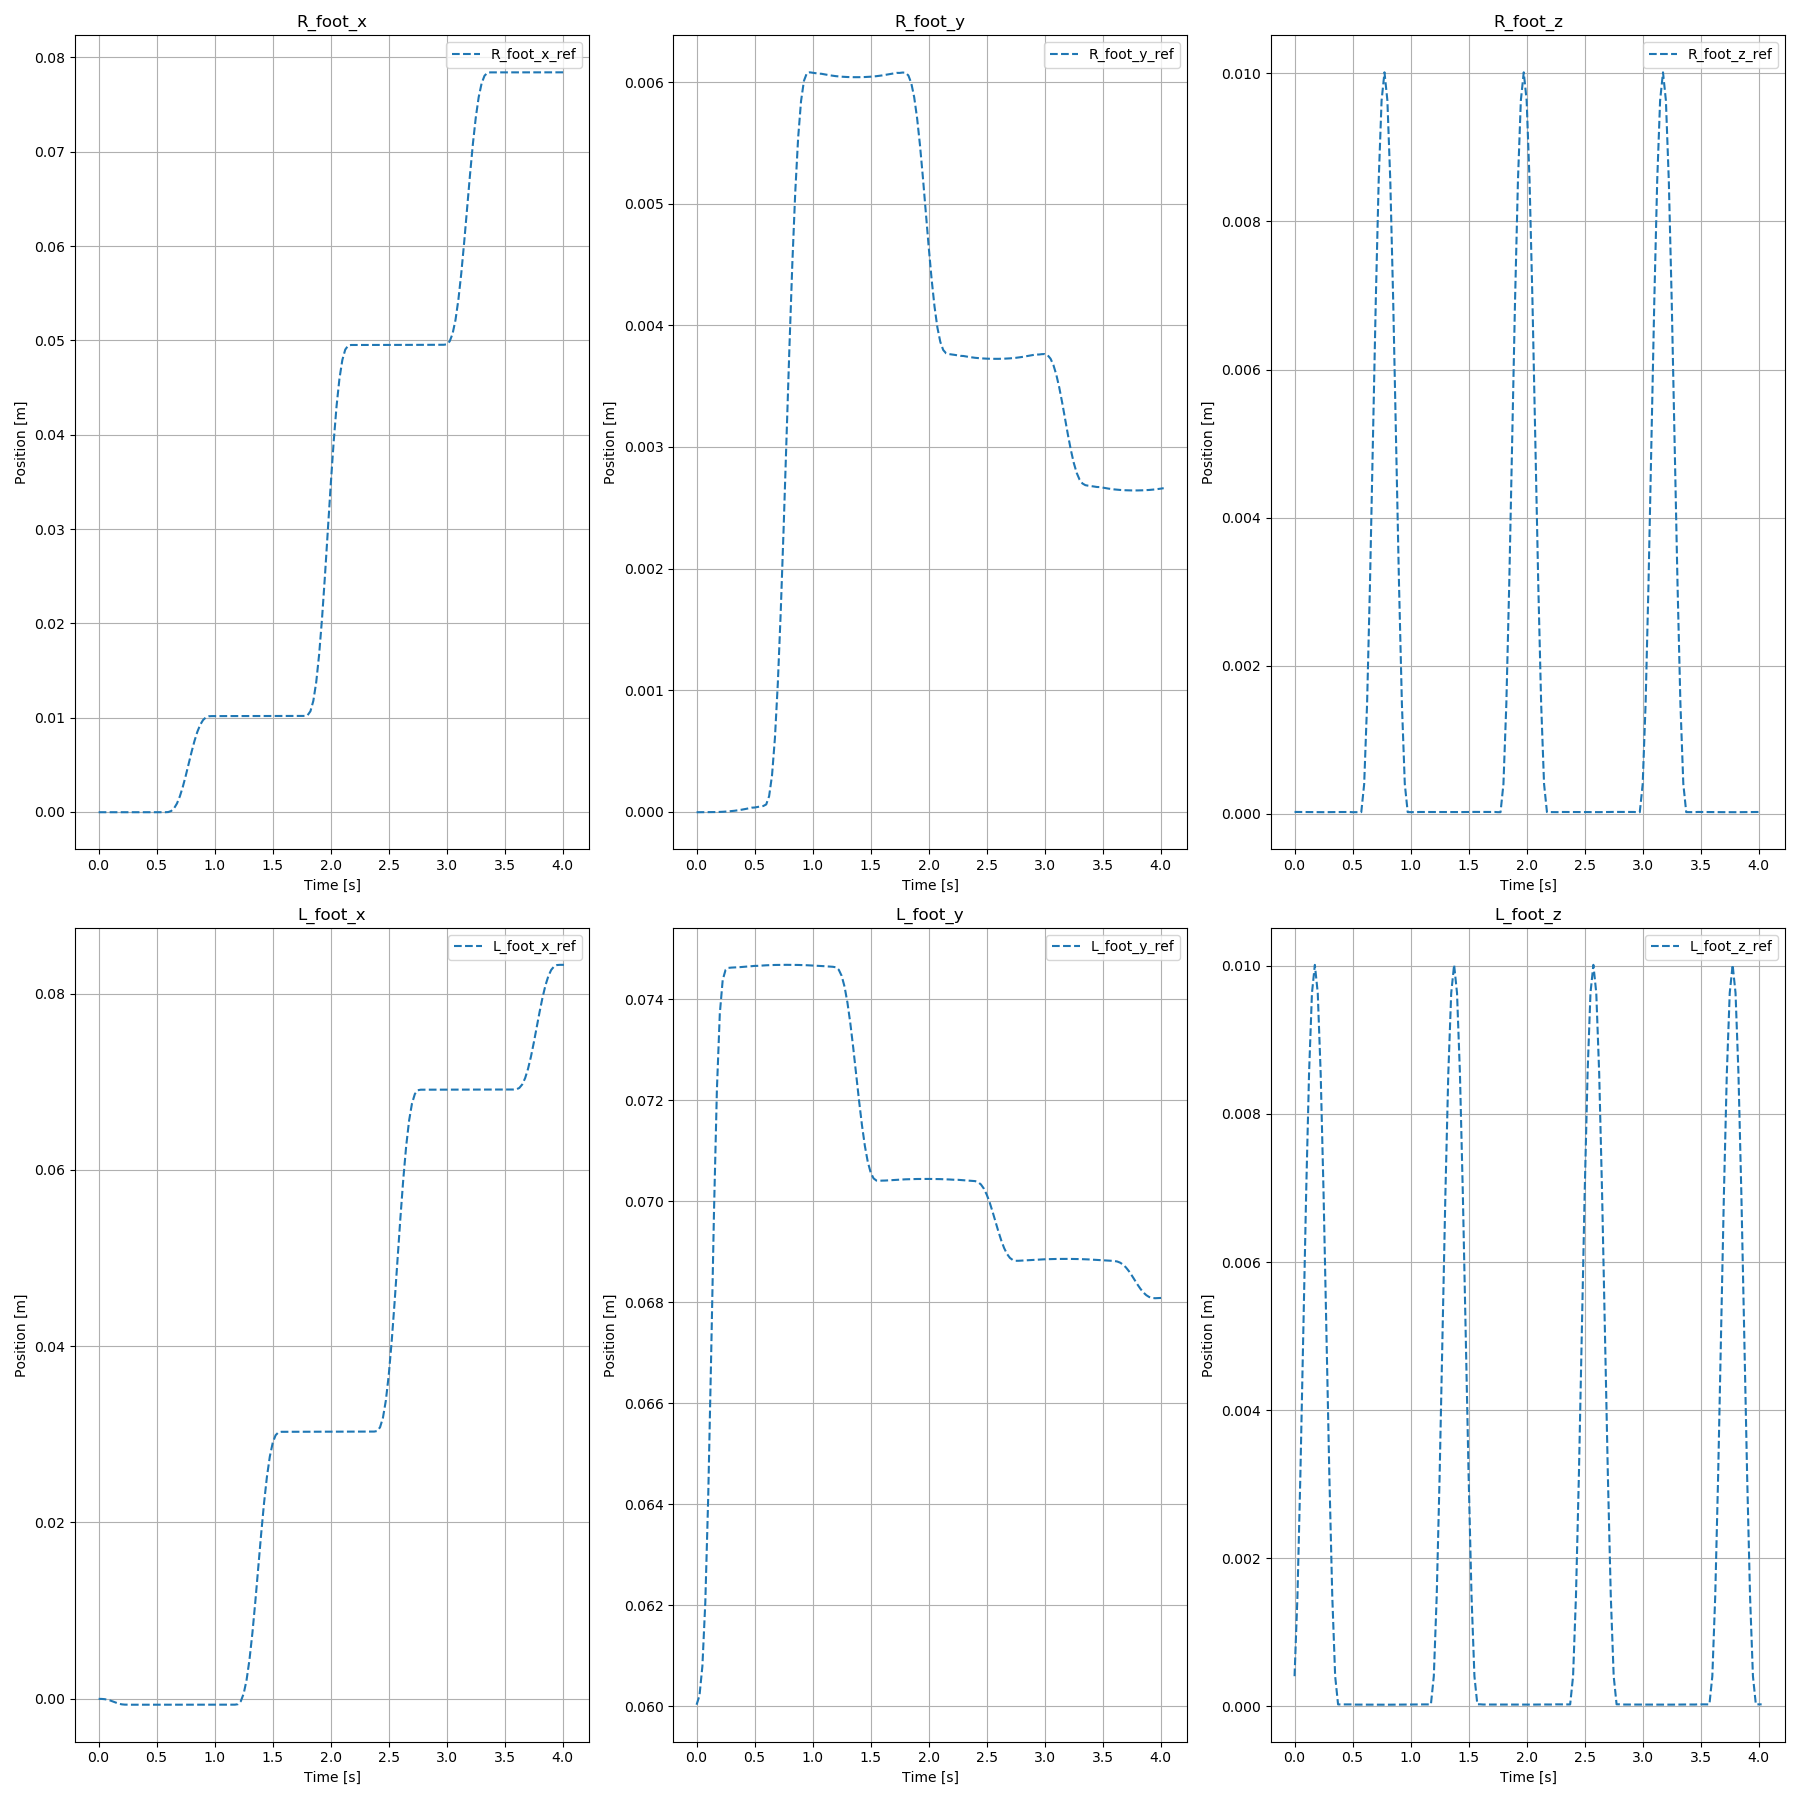 R_foot_x
R_foot_x_ref
Position [m]
0.08
0.07
0.06
0.05
0.04
0.03
0.02
0.01
0.00
0.0 0.5 1.0 1.5 2.0 2.5 3.0 3.5 4.0
Time [s]
R_foot_y
R_foot_y_ref
Position [m]
0.006
0.005
0.004
0.003
0.002
0.001
0.000
0.0 0.5 1.0 1.5 2.0 2.5 3.0 3.5 4.0
Time [s]
R_foot_z
R_foot_z_ref
Position [m]
0.010
0.008
0.006
0.004
0.002
0.000
0.0 0.5 1.0 1.5 2.0 2.5 3.0 3.5 4.0
Time [s]
L_foot_x
L_foot_x_ref
Position [m]
0.08
0.06
0.04
0.02
0.00
0.0 0.5 1.0 1.5 2.0 2.5 3.0 3.5 4.0
Time [s]
L_foot_y
L_foot_y_ref
Position [m]
0.074
0.072
0.070
0.068
0.066
0.064
0.062
0.060
0.0 0.5 1.0 1.5 2.0 2.5 3.0 3.5 4.0
Time [s]
L_foot_z
L_foot_z_ref
Position [m]
0.010
0.008
0.006
0.004
0.002
0.000
0.0 0.5 1.0 1.5 2.0 2.5 3.0 3.5 4.0
Time [s]